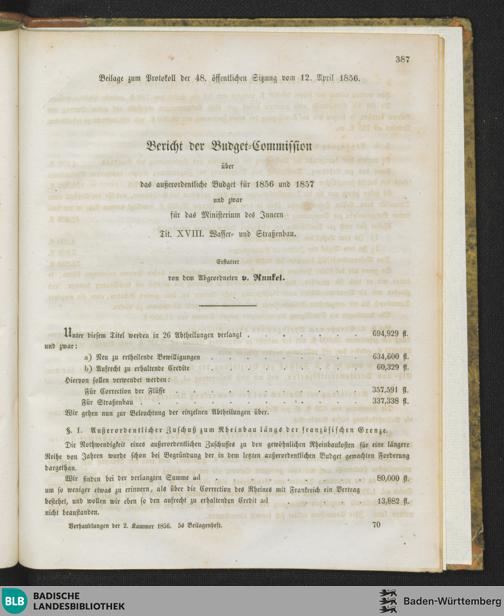 387
Beilage zum Protokoll der 48. öffentlichen Sitzung vom 12. April 1856.
Bericht der Budget-Commission
über
das außerordentliche Budget für 1856 und 1857
und zwar
für das Ministerium des Innern
Tit. XVIII. Wasser- und Straßenbau.
Erstattet
von dem Abgeordneten v. Runkel.
Unter diesem Titel werden in 26 Abtheilungen verlangt . . . . . . . 694,929 fl.
und zwar:
a) Neu zu ertheilende Bewilligungen . . . . . . . . . 634,600 fl.
b) Aufrecht zu erhaltende Credite . . . . . . . . . 60,329 fl.
Hiervon sollen verwendet werden:
Für Correction der Flüsse . . . . . . . . . . 357,591 fl.
Für Straßenbau . . . . . . . . . . . . 337,338 fl.
Wir gehen nun zur Beleuchtung der einzelnen Abtheilungen über.
§. 1. Außerordentlicher Zuschuß zum Rheinbau längs der französischen Grenze.
Die Nothwendigkeit eines außerordentlichen Zuschusses zu den gewöhnlichen Rheinbaukosten für eine längere
Reihe von Jahren wurde schon bei Begründung der in dem letzten außerordentlichen Budget gemachten Forderung
dargethan.
Wir finden bei der verlangten Summe ad . . . . . . . . . 80,000 fl.
um so weniger etwas zu erinnern, als über die Correction des Rheines mit Frankreich ein Vertrag
besteht, und wollen wir eben so den aufrecht zu erhaltenden Credit ad . . . . . 13,882 fl.
nicht beanstanden.
Verhandlungen der 2. Kammer 1856. 5s Beilagenheft. 70
BLB BADISCHE
LANDESBIBLIOTHEK
Baden-Württemberg